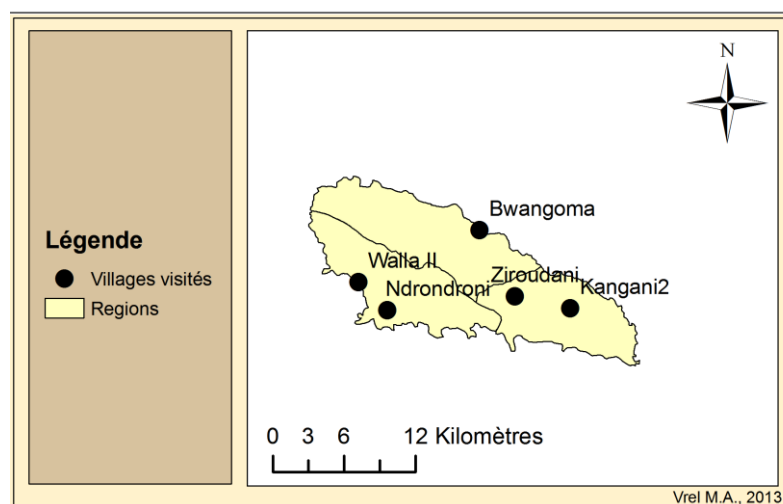 Légende
Villages visités
Regions
N
Bwangoma
Walla II
Ziroudani
Ndrondroni
Kangani2
0 3 6 12 Kilomètres
Vrel M.A., 2013